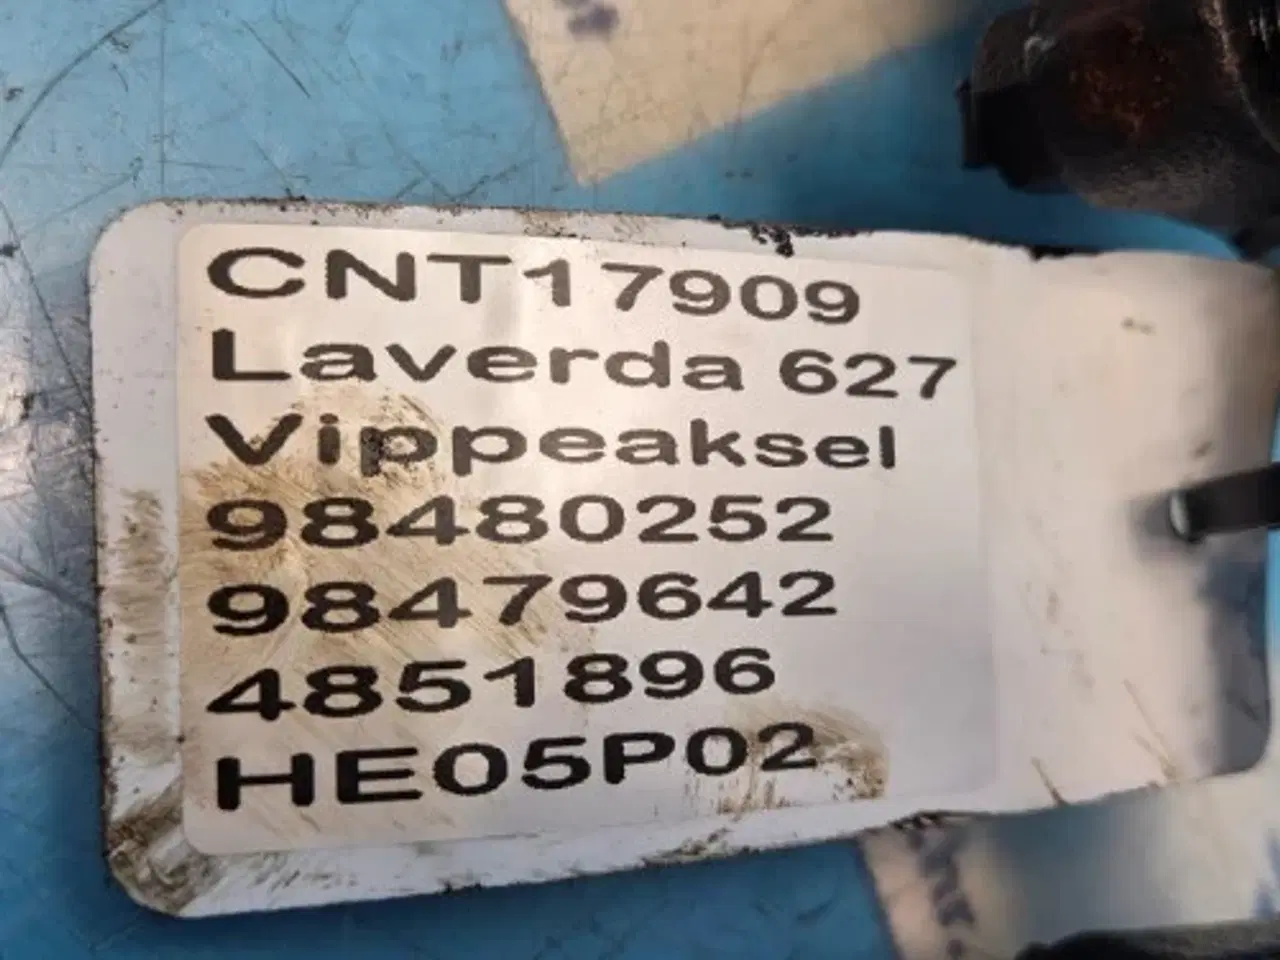 CNT17909
Laverda 627
Vippeaksel
98480252
98479642
4851896
HE05P02